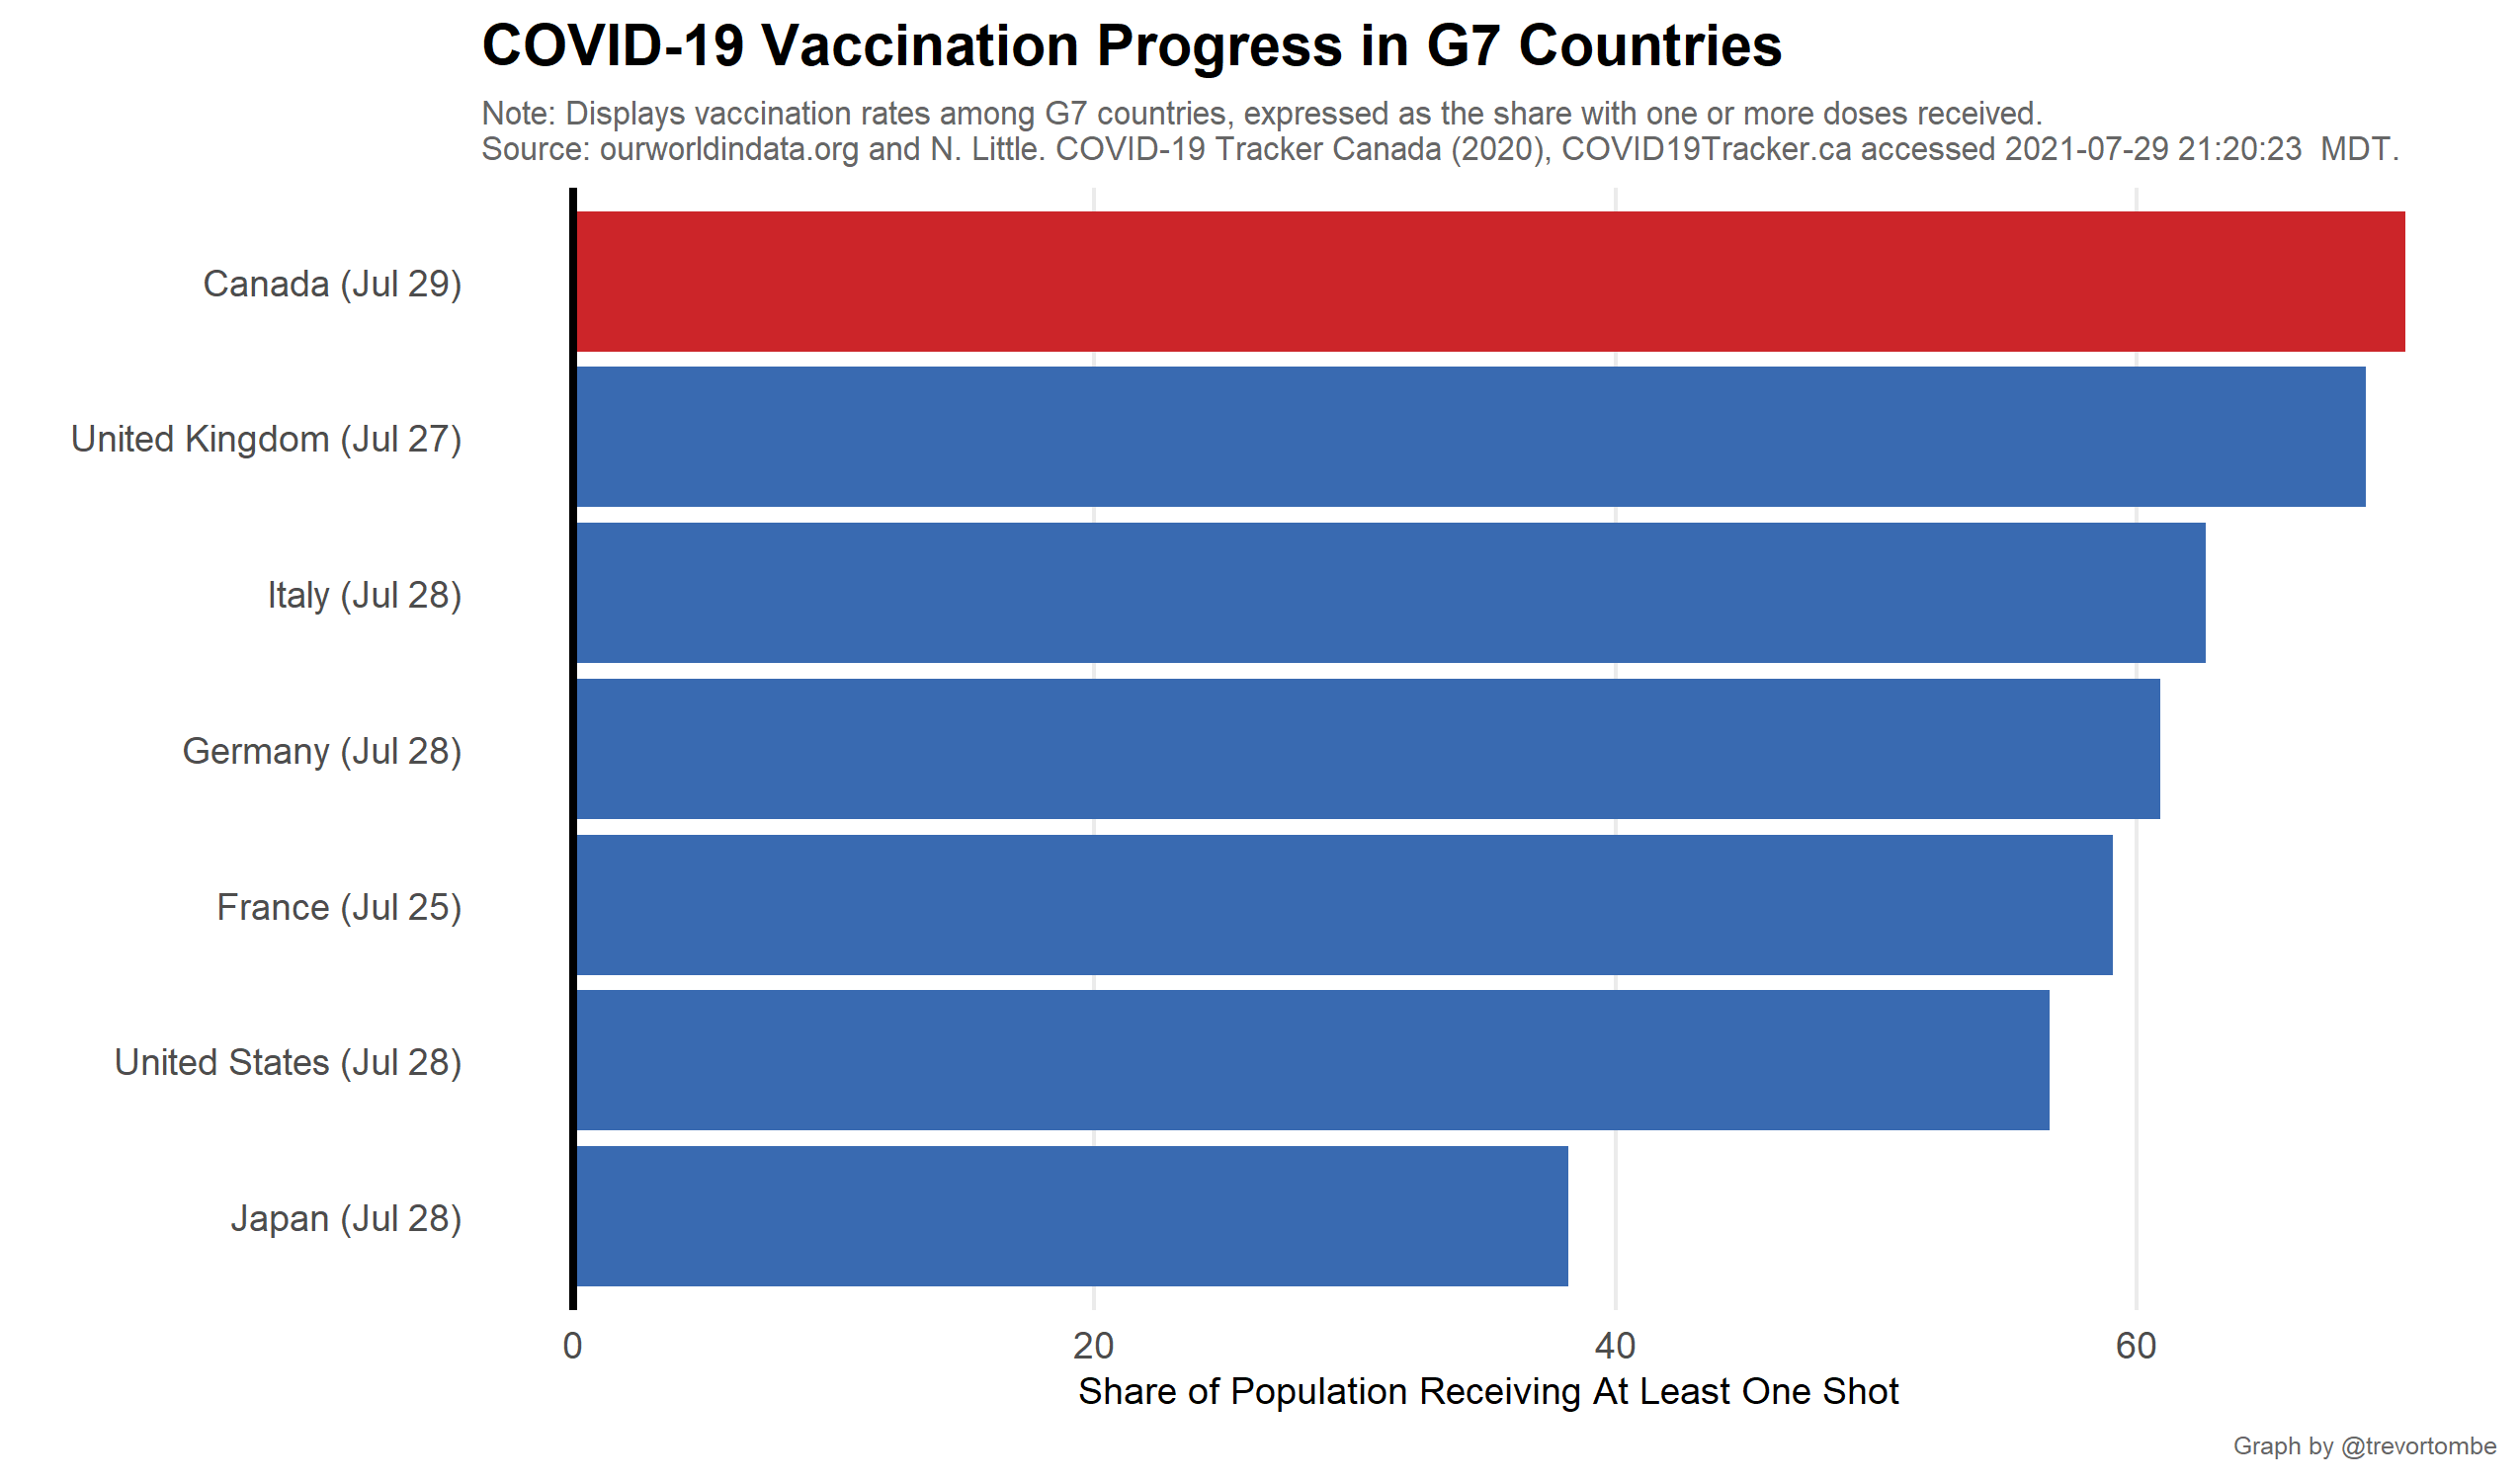 COVID-19 Vaccination Progress in G7 Countries
Note: Displays vaccination rates among G7 countries, expressed as the share with one or more doses received.
Source: ourworldindata.org and N. Little. COVID-19 Tracker Canada (2020), COVID19Tracker.ca accessed 2021-07-29 21:20:23  MDT.
Canada (Jul 29)
United Kingdom (Jul 27)
Italy (Jul 28)
Germany (Jul 28)
France (Jul 25)
United States (Jul 28)
Japan (Jul 28)
0 20 40 60
Share of Population Receiving At Least One Shot
Graph by @trevortombe